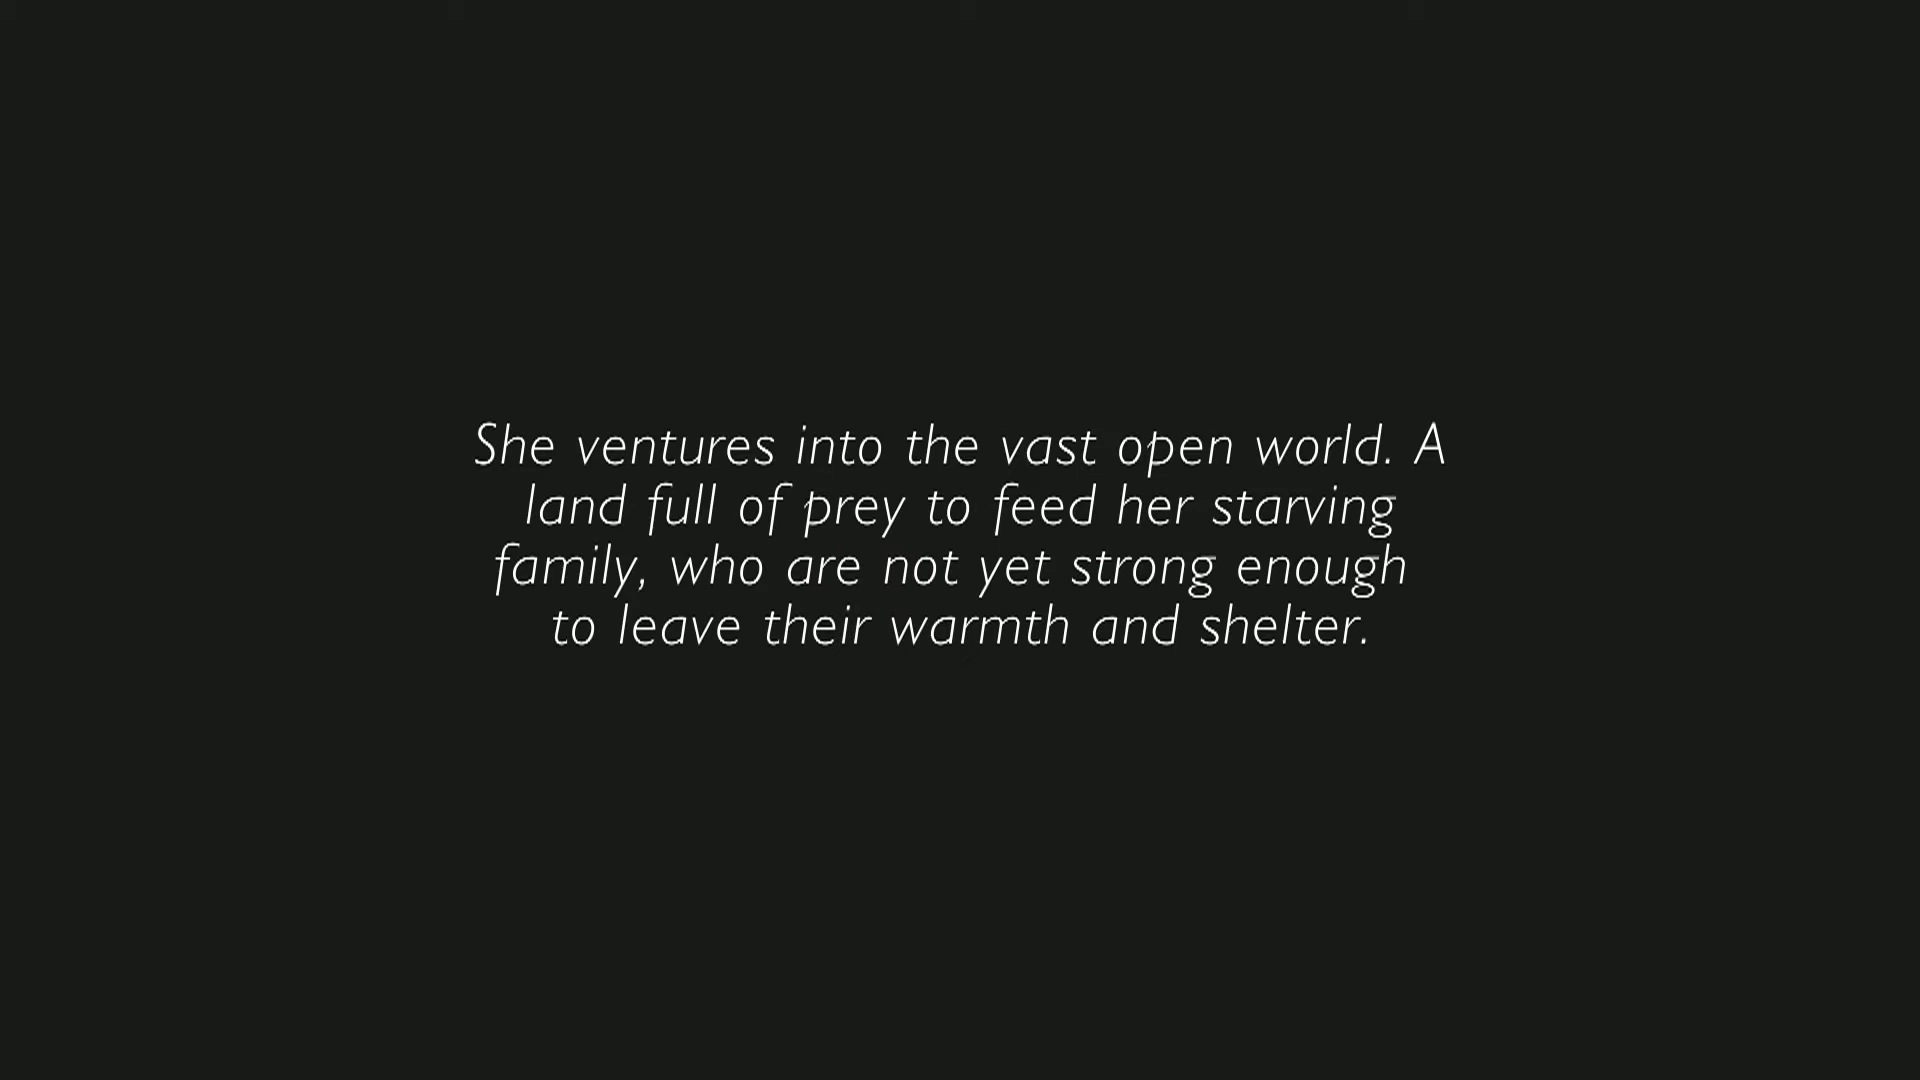 She ventures into the vast open world. A
land full of prey to feed her starving
family, who are not yet strong enough
to leave their warmth and shelter.